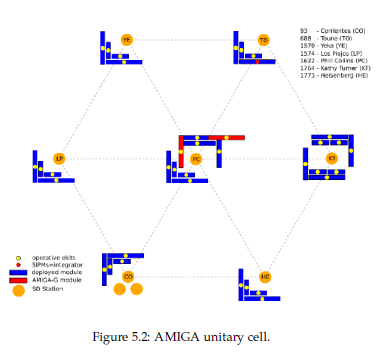 93 - Corrientes (CO)
688 - Toune (TO)
1570 - Yeka (YE)
1574 - Los Piojos (LP)
1622 - Phill Collins (PC)
1764 - Kathy Turner (KT)
1773 - Heisenberg (HE)
YE
TO
LP
PC
KT
CO
HE
operative ekits
SiPMs+integrator
deployed module
AMIGA-G module
SD Station
Figure 5.2: AMIGA unitary cell.